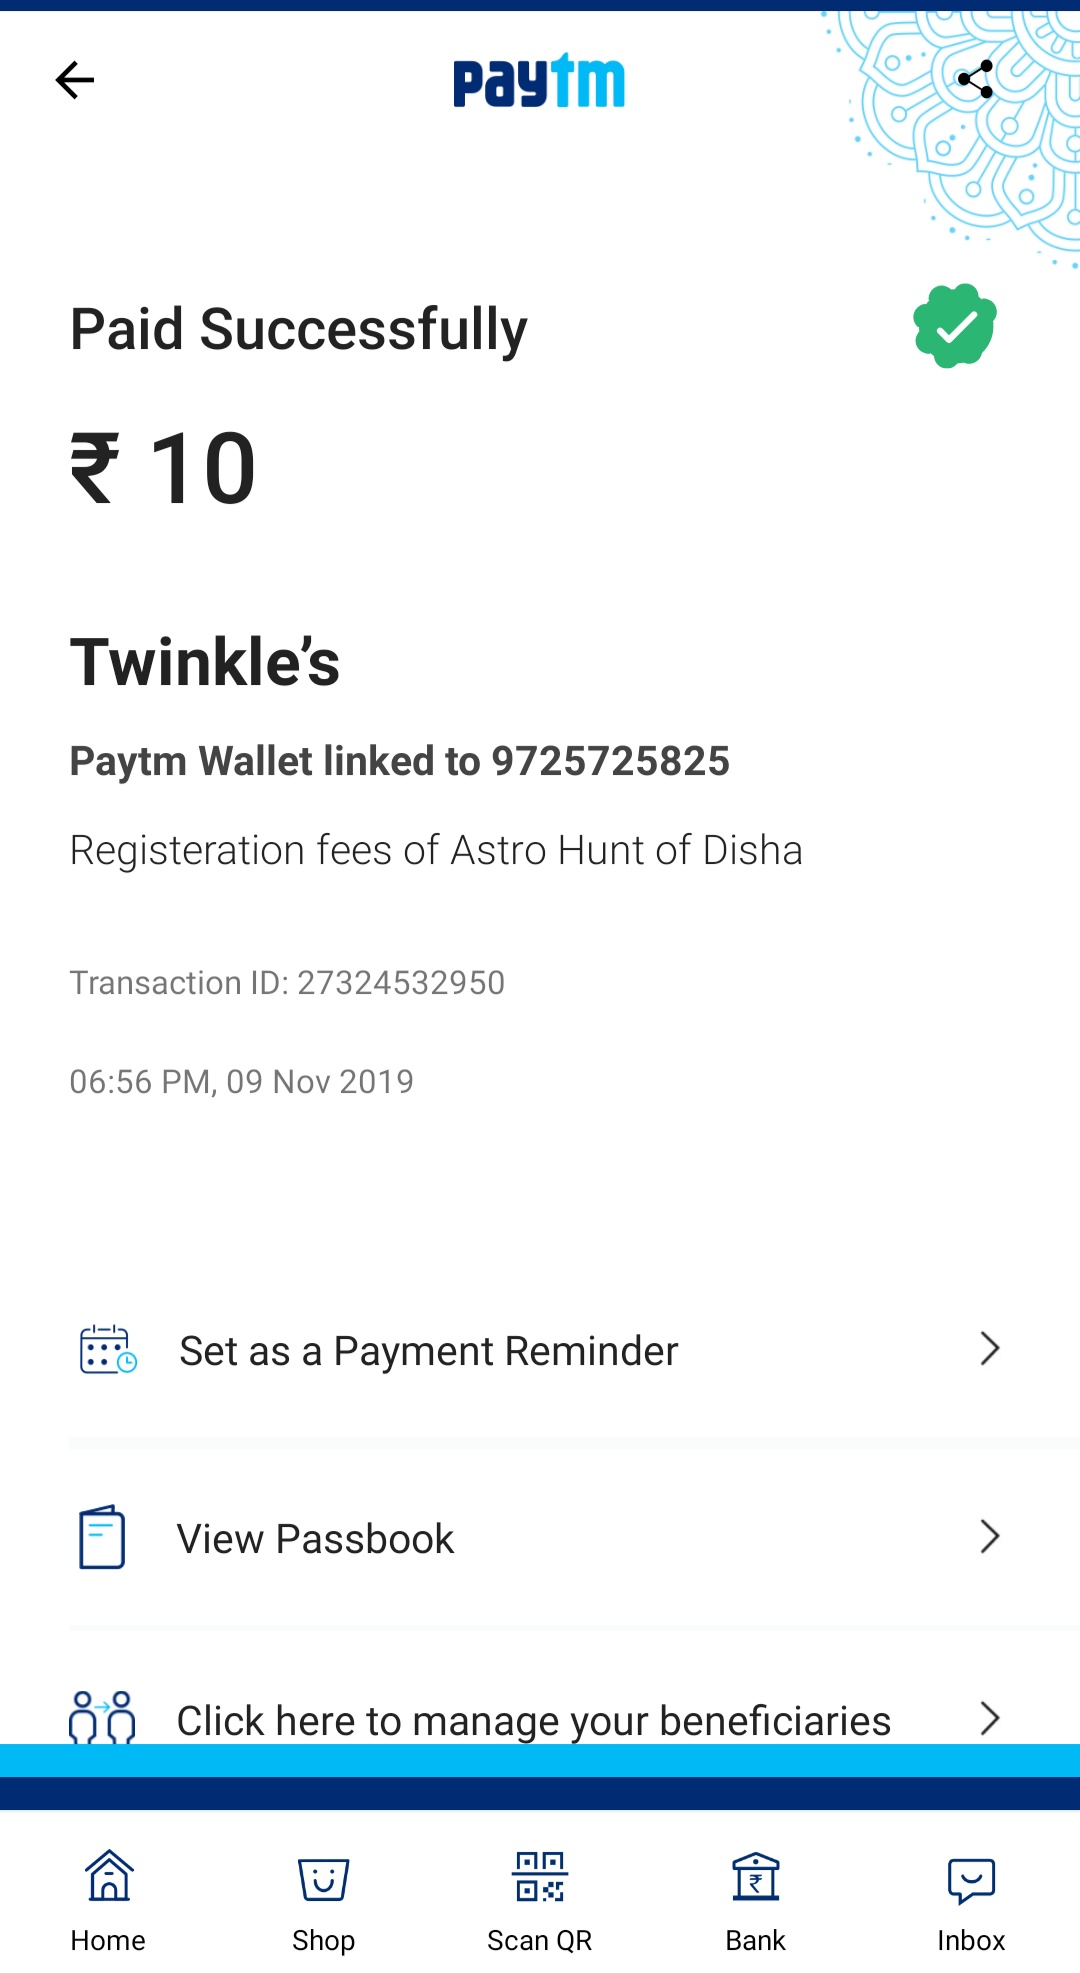 paytm
Paid Successfully
₹ 10
Twinkle’s
Paytm Wallet linked to 9725725825
Registeration fees of Astro Hunt of Disha
Transaction ID: 27324532950
06:56 PM, 09 Nov 2019
Set as a Payment Reminder
View Passbook
Click here to manage your beneficiaries
Home Shop Scan QR Bank Inbox